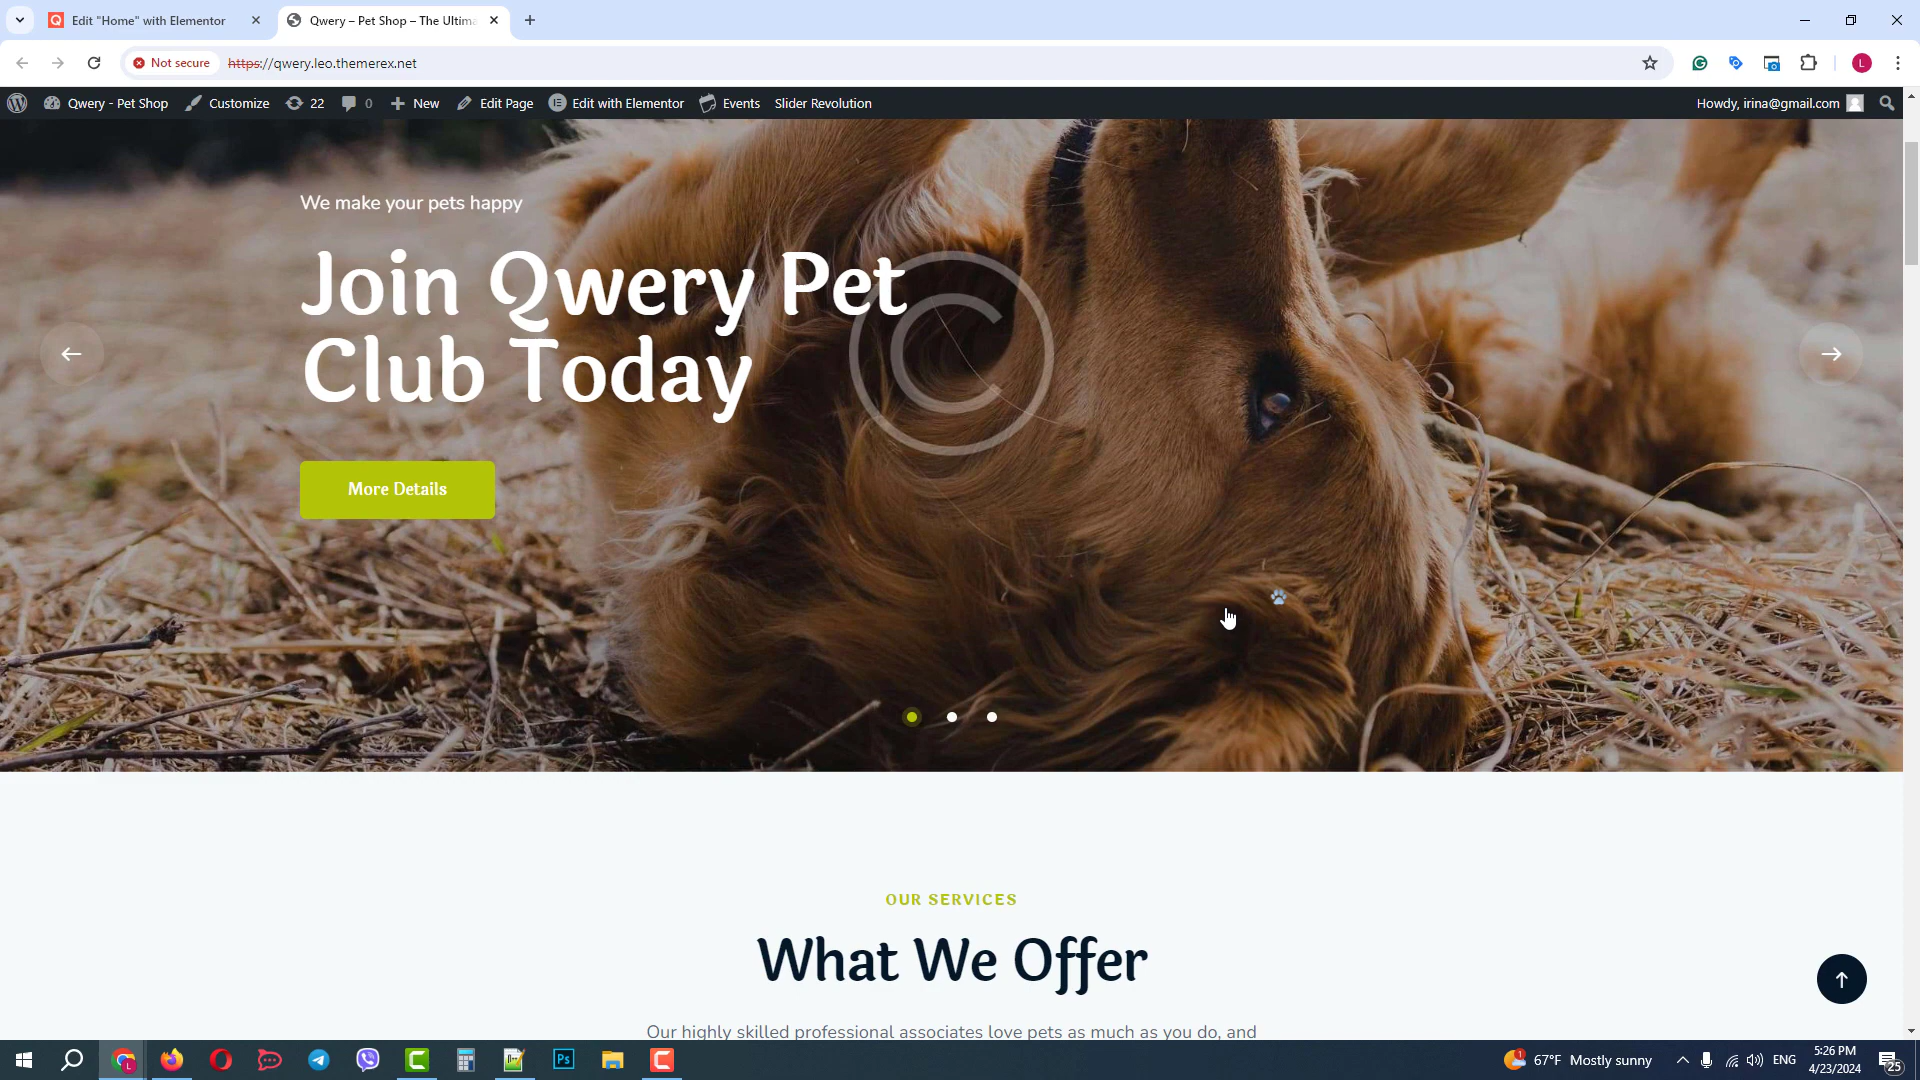 Edit "Home" with Elementor
Qwery – Pet Shop – The Ultima
Not secure
https://qwery.leo.themerex.net
L
Qwery - Pet Shop
Customize
22
0
New
Edit Page
Edit with Elementor
Events
Slider Revolution
Howdy, irina@gmail.com
We make your pets happy
Join Qwery Pet
Club Today
More Details
OUR SERVICES
What We Offer
Our highly skilled professional associates love pets as much as you do, and
L
Ps
1
67°F Mostly sunny
ENG
5:26 PM
4/23/2024
25